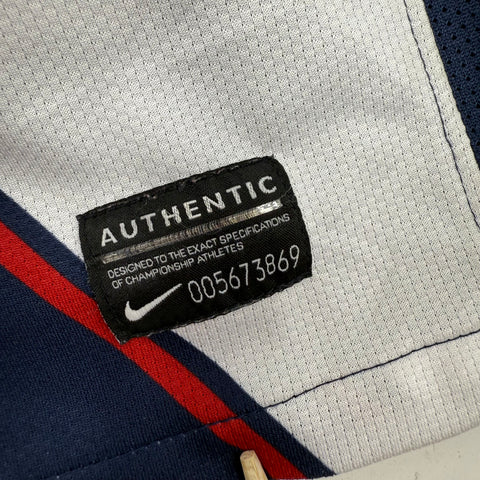 AUTHENTIC
DESIGNED TO THE EXACT SPECIFICATIONS
OF CHAMPIONSHIP ATHLETES
005673869